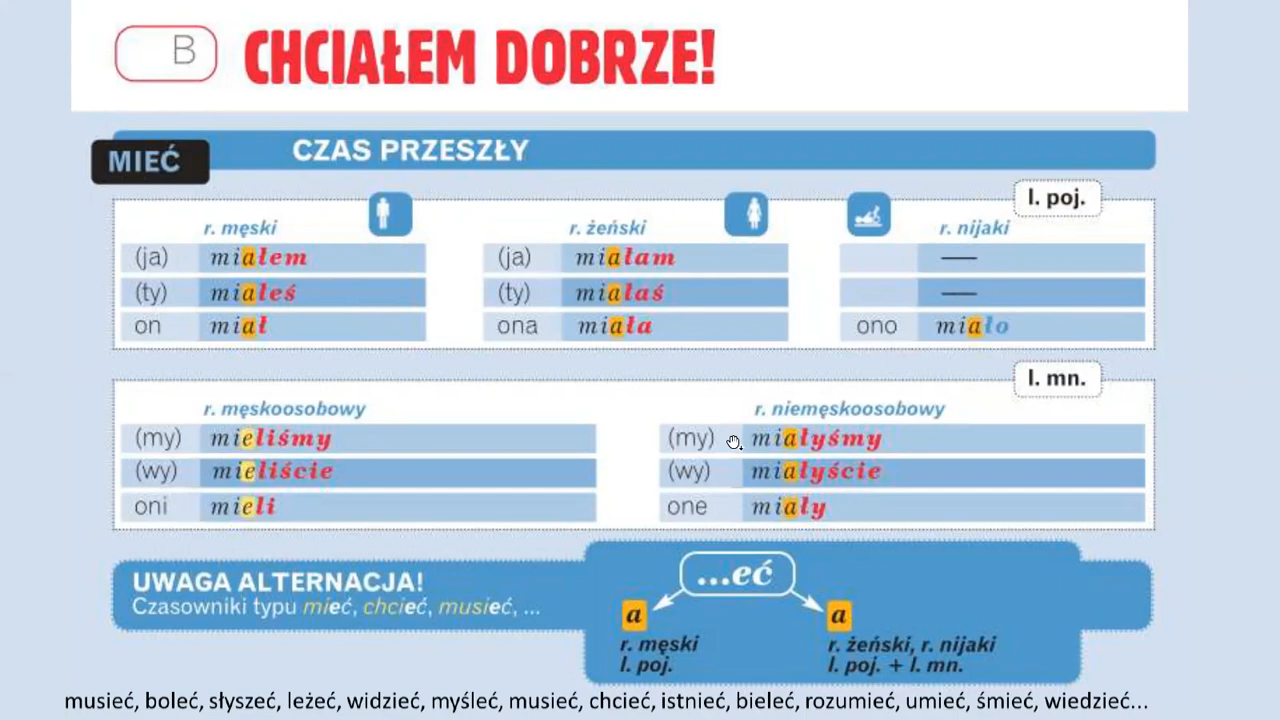 B CHCIAŁEM DOBRZE!
MIEĆ CZAS PRZESZŁY
l. poj.
r. męski r. żeński r. nijaki
(ja) miałem (ja) miałam —
(ty) miałeś (ty) miałaś —
on miał ona miała ono miało
l. mn.
r. męskoosobowy r. niemęskoosobowy
(my) mieliśmy (my) miałyśmy
(wy) mieliście (wy) miałyście
oni mieli one miały
UWAGA ALTERNACJA!
Czasowniki typu mieć, chcieć, musieć, ...
...eć
a a
r. męski r. żeński, r. nijaki
l. poj. l. poj. + l. mn.
musieć, boleć, słyszeć, leżeć, widzieć, myśleć, musieć, chcieć, istnieć, bieleć, rozumieć, umieć, śmieć, wiedzieć...